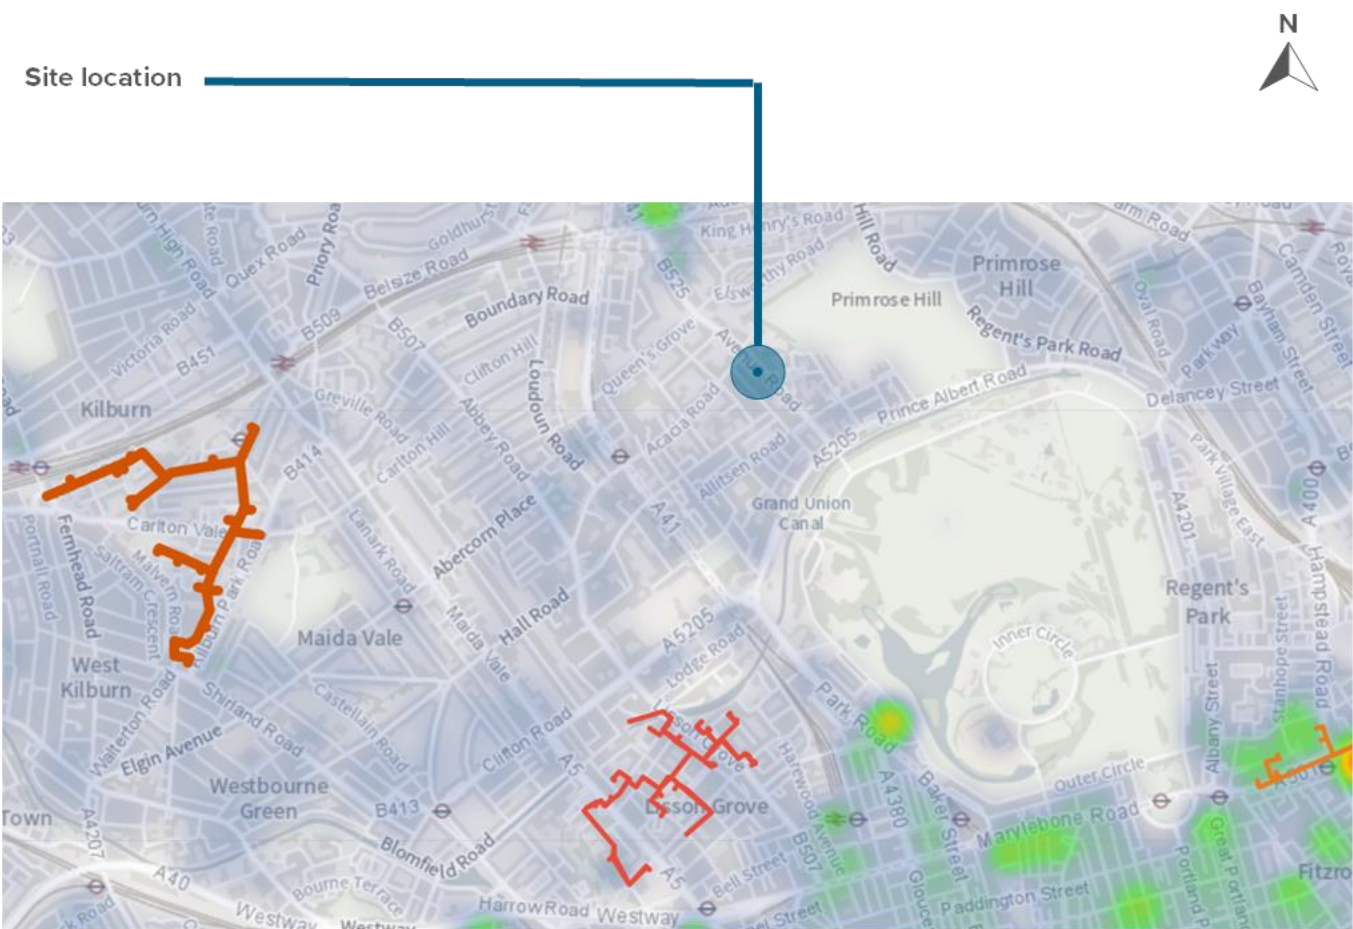 N
Site location
King Henry's Road
Hill Road
Priory Roa
Goldhurst
Quex Road
Belsize Road
B525
Elsworthy Road
Primrose
Hill
Primrose Hill
Boundary Road
B509
B507
Victoria Road
B451
Clifton Hill
Queen's Grove
Avenue Road
Regent's Park Road
Oval Road
Parkway
Bayham Street
Camden Street
Delancey Street
Kilburn
Greville Road
Loudoun Road
Acacia Road
Prince Albert Road
B414
Carlton Hill
Abbey Road
Allitsen Road
A5205
Park Village East
A400
Grand Union
Canal
A4201
Carlton Vale
Portnall Road
Fernhead Road
Saltram Crescent
Malvern Road
Kilburn Park Road
Lanark Road
Abercorn Place
A41
Hall Road
Maida Vale
Maida Vale
A5205
Lodge Road
Inner Circle
Regent's
Park
Hampstead Road
Stanhope Street
West
Kilburn
Walterton Road
Shirland Road
Castellain Road
Elgin Avenue
Clifton Road
Lisson Grove
Park Road
Albany Street
Outer Circle
Westbourne
Green
A5
Lisson Grove
Harewood Avenue
A4380
Baker Street
Marylebone Road
A501
Town
A4207
B413
Blomfield Road
B507
Great Portlan
Fitzro
A40
Bourne Terrace
A5
Bell Street
Paddington Street
Portland P
Westway
Westway
Harrow Road
Westway